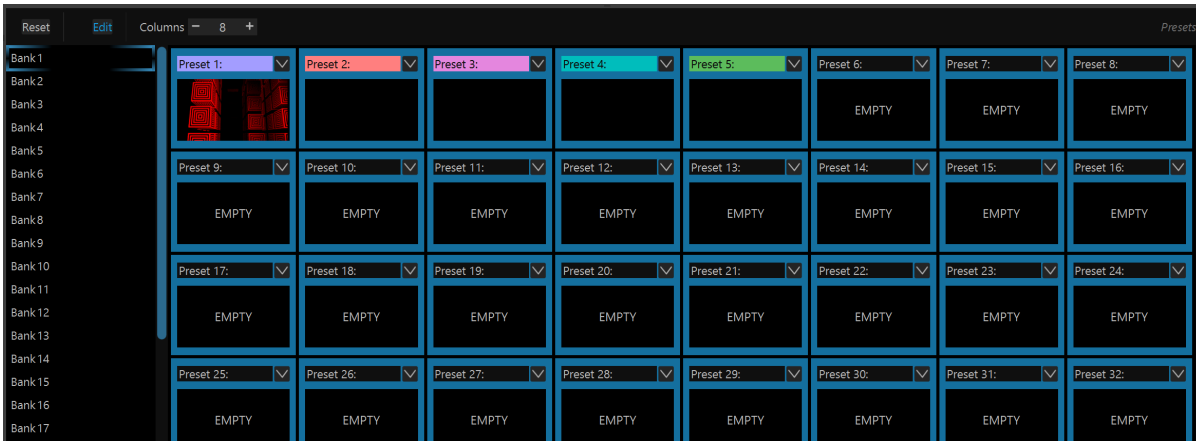 Reset Edit Columns − 8 + Presets
Bank 1
Bank 2
Bank 3
Bank 4
Bank 5
Bank 6
Bank 7
Bank 8
Bank 9
Bank 10
Bank 11
Bank 12
Bank 13
Bank 14
Bank 15
Bank 16
Bank 17
Preset 1: Preset 2: Preset 3: Preset 4: Preset 5: Preset 6: Preset 7: Preset 8:
EMPTY EMPTY EMPTY
Preset 9: Preset 10: Preset 11: Preset 12: Preset 13: Preset 14: Preset 15: Preset 16:
EMPTY EMPTY EMPTY EMPTY EMPTY EMPTY EMPTY EMPTY
Preset 17: Preset 18: Preset 19: Preset 20: Preset 21: Preset 22: Preset 23: Preset 24:
EMPTY EMPTY EMPTY EMPTY EMPTY EMPTY EMPTY EMPTY
Preset 25: Preset 26: Preset 27: Preset 28: Preset 29: Preset 30: Preset 31: Preset 32:
EMPTY EMPTY EMPTY EMPTY EMPTY EMPTY EMPTY EMPTY